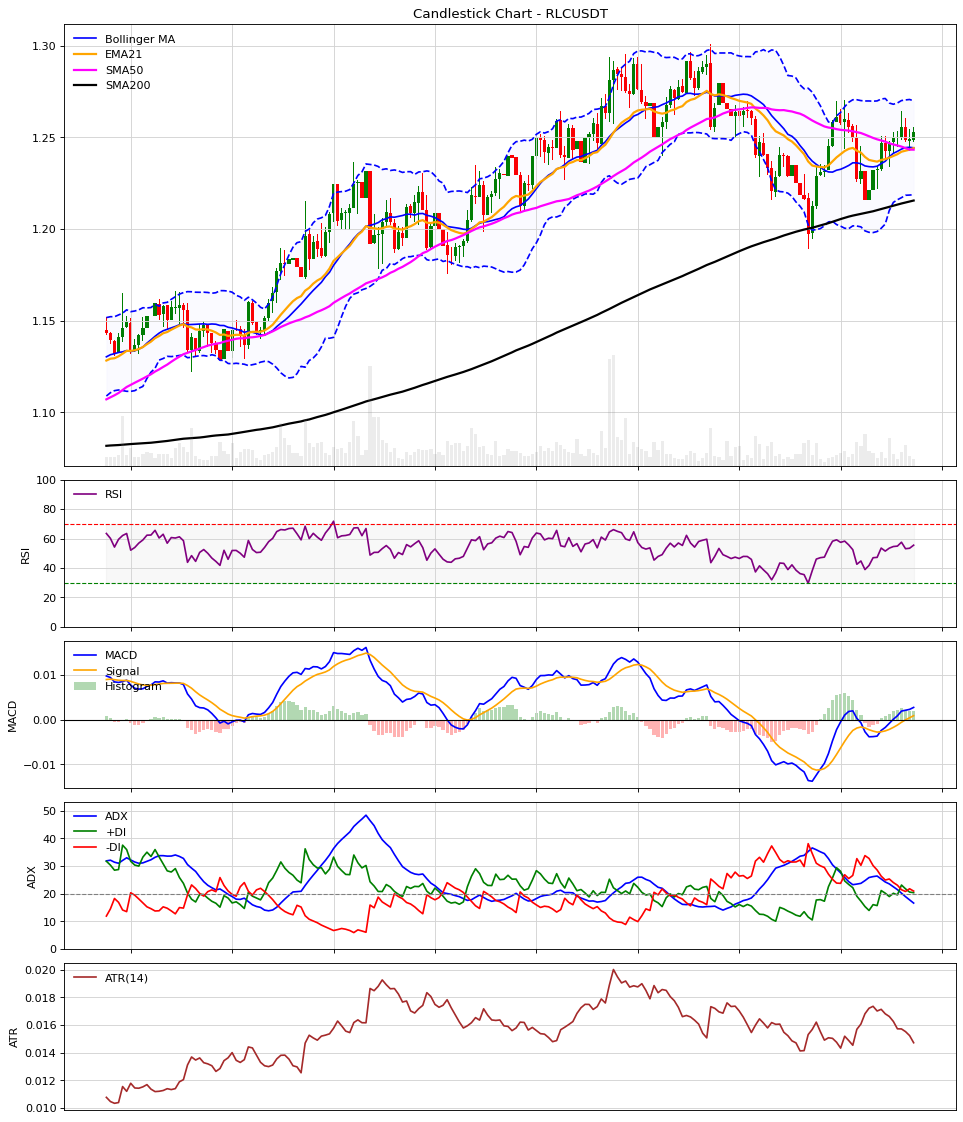 Candlestick Chart - RLCUSDT
Bollinger MA
EMA21
SMA50
SMA200
1.30
1.25
1.20
1.15
1.10
RSI
RSI
100
80
60
40
20
0
MACD
Signal
Histogram
MACD
0.01
0.00
−0.01
ADX
+DI
-DI
ADX
50
40
30
20
10
0
ATR(14)
ATR
0.020
0.018
0.016
0.014
0.012
0.010